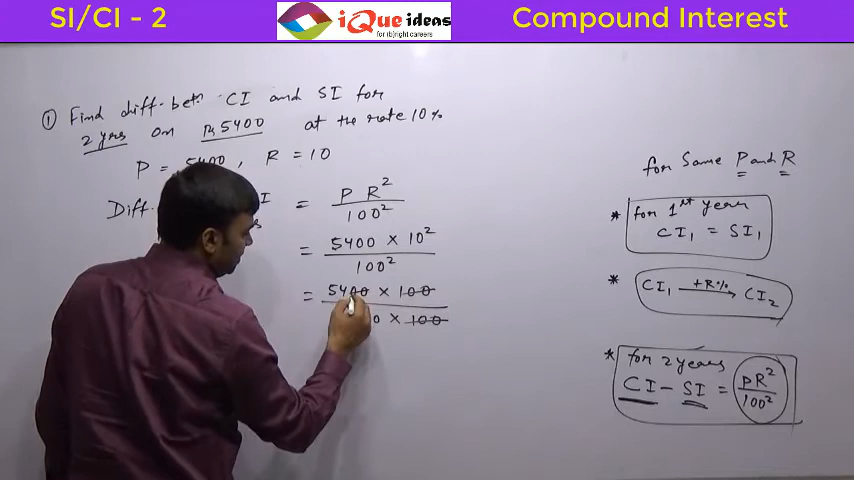 SI/CI - 2
iQue ideas
for (b)right careers
Compound Interest
① Find diff. betⁿ CI and SI for
2 yrs on Rs 5400 at the rate 10%
P = 5400, R = 10
Diff I = PR² / 100²
= 5400 × 10² / 100²
= 5400 × 100 / 0 × 100
for Same P and R
* for 1st year
CI₁ = SI₁
* CI₁ +R% → CI₂
* for 2 years
CI - SI = PR² / 100²